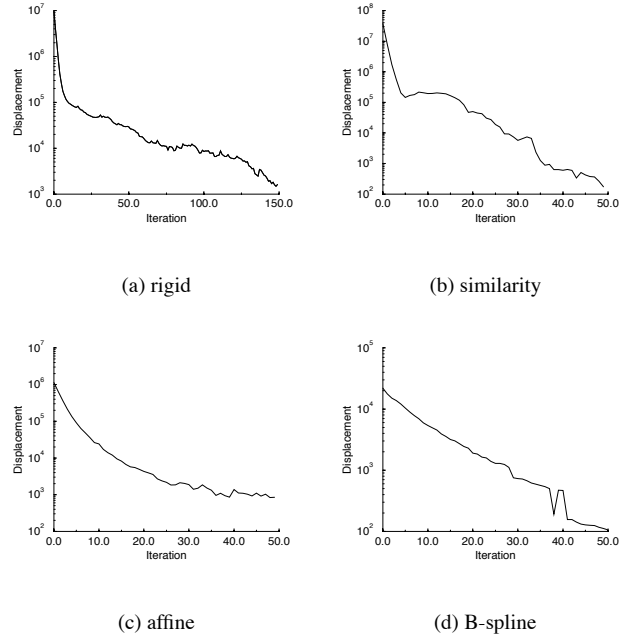 10^7
10^6
10^5
10^4
10^3
Displacement
0.0 50.0 100.0 150.0
Iteration
(a) rigid
10^8
10^7
10^6
10^5
10^4
10^3
10^2
Displacement
0.0 10.0 20.0 30.0 40.0 50.0
Iteration
(b) similarity
10^7
10^6
10^5
10^4
10^3
10^2
Displacement
0.0 10.0 20.0 30.0 40.0 50.0
Iteration
(c) affine
10^5
10^4
10^3
10^2
Displacement
0.0 10.0 20.0 30.0 40.0 50.0
Iteration
(d) B-spline